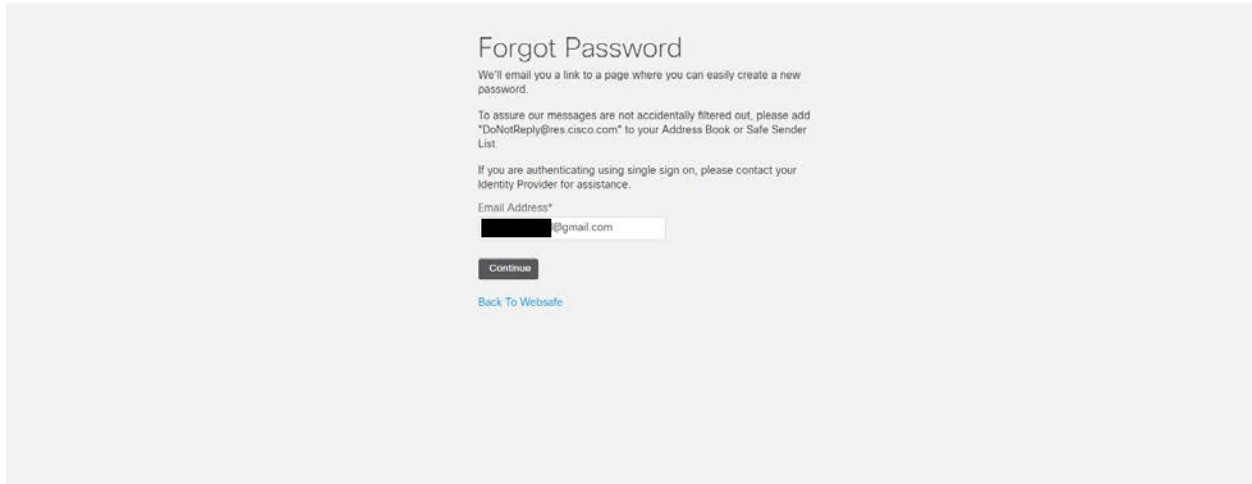 Forgot Password
We'll email you a link to a page where you can easily create a new
password.
To assure our messages are not accidentally filtered out, please add
"DoNotReply@res.cisco.com" to your Address Book or Safe Sender
List.
If you are authenticating using single sign on, please contact your
Identity Provider for assistance.
Email Address*
@gmail.com
Continue
Back To Websafe